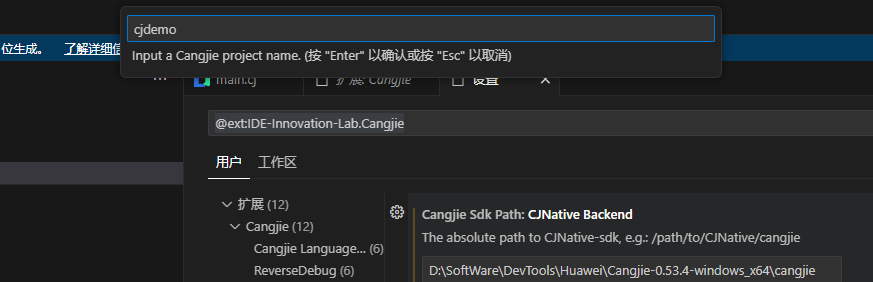 cjdemo
Input a Cangjie project name. (按 "Enter" 以确认或按 "Esc" 以取消)
位生成。 了解详细信
main.cj 扩展: Cangjie 设置
@ext:IDE-Innovation-Lab.Cangjie
用户 工作区
扩展 (12)
Cangjie (12)
Cangjie Language... (6)
ReverseDebug (6)
Cangjie Sdk Path: CJNative Backend
The absolute path to CJNative-sdk, e.g.: /path/to/CJNative/cangjie
D:\SoftWare\DevTools\Huawei\Cangjie-0.53.4-windows_x64\cangjie